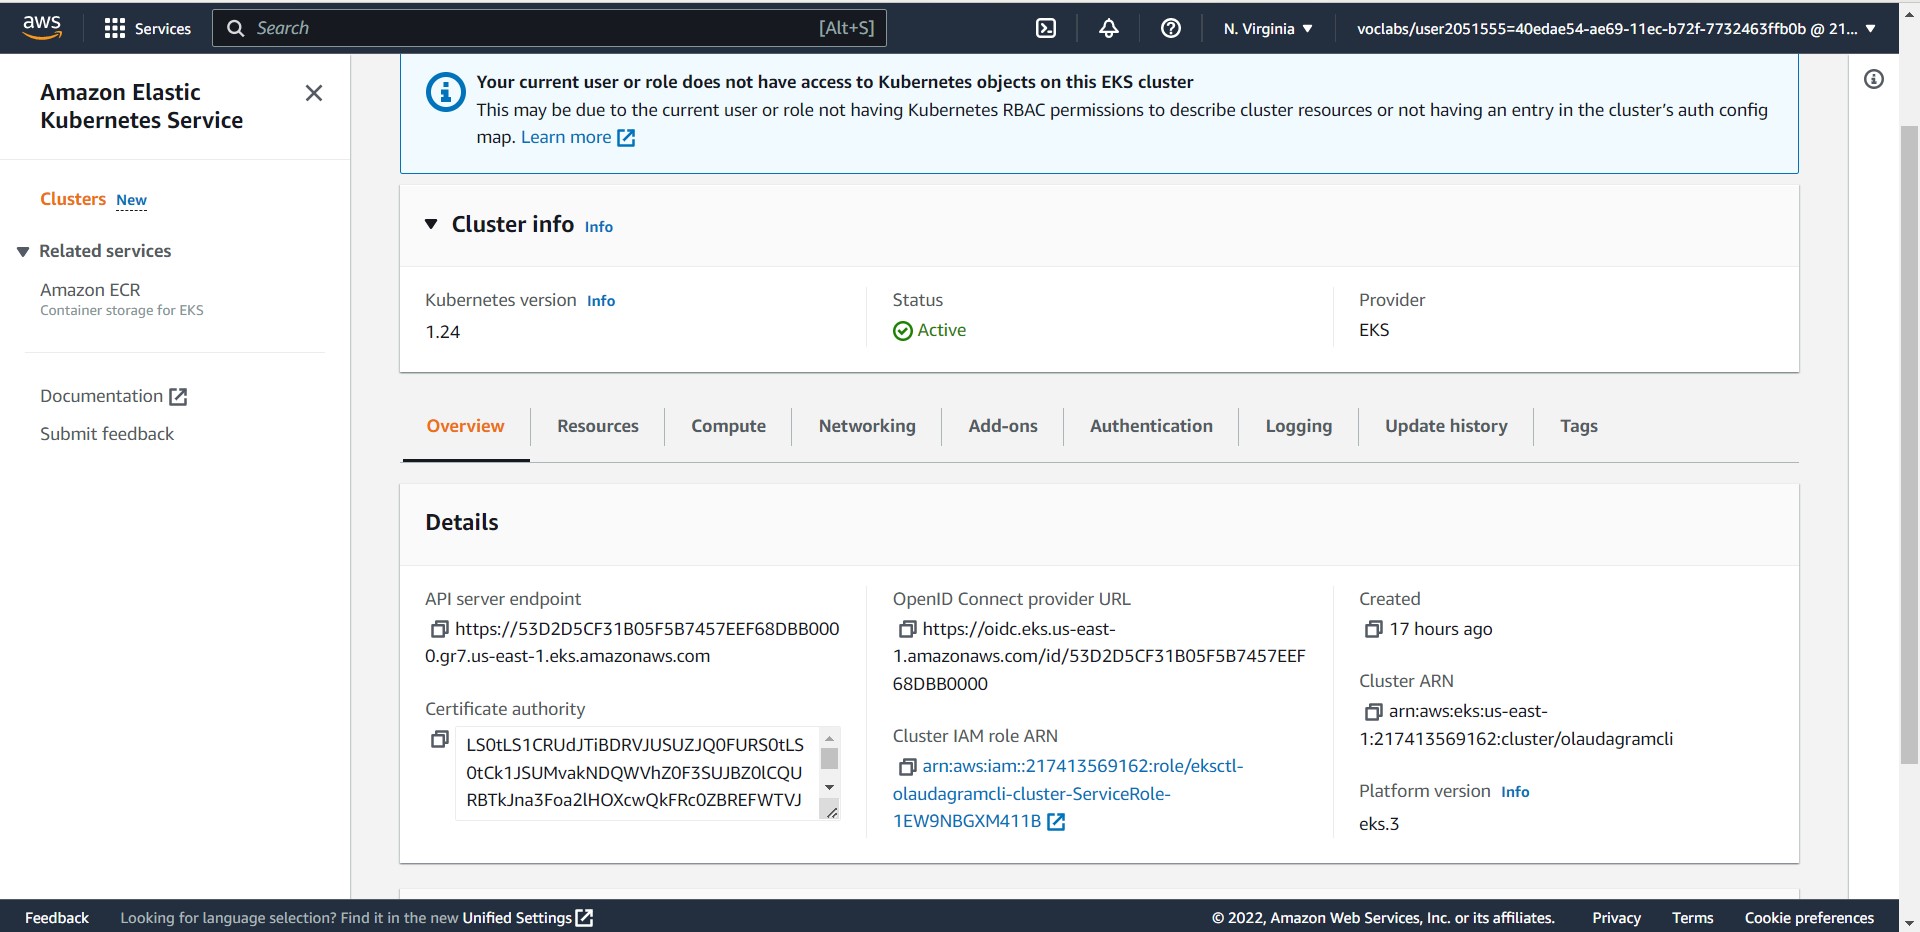 aws
Services
Search
[Alt+S]
N. Virginia
voclabs/user2051555=40edae54-ae69-11ec-b72f-7732463ffb0b @ 21...
Amazon Elastic
Kubernetes Service
Clusters New
Related services
Amazon ECR
Container storage for EKS
Documentation
Submit feedback
Your current user or role does not have access to Kubernetes objects on this EKS cluster
This may be due to the current user or role not having Kubernetes RBAC permissions to describe cluster resources or not having an entry in the cluster's auth config
map. Learn more
Cluster info Info
Kubernetes version Info
1.24
Status
Active
Provider
EKS
Overview
Resources
Compute
Networking
Add-ons
Authentication
Logging
Update history
Tags
Details
API server endpoint
https://53D2D5CF31B05F5B7457EEF68DBB000
0.gr7.us-east-1.eks.amazonaws.com
Certificate authority
LS0tLS1CRUdJTiBDRVJUSUZJQ0FURS0tLS
0tCk1JSUMvakNDQWVhZ0F3SUJBZ0lCQU
RBTkJna3Foa2lHOXcwQkFRc0ZBREFWTVJ
OpenID Connect provider URL
https://oidc.eks.us-east-
1.amazonaws.com/id/53D2D5CF31B05F5B7457EEF
68DBB0000
Cluster IAM role ARN
arn:aws:iam::217413569162:role/eksctl-
olaudagramcli-cluster-ServiceRole-
1EW9NBGXM411B
Created
17 hours ago
Cluster ARN
arn:aws:eks:us-east-
1:217413569162:cluster/olaudagramcli
Platform version Info
eks.3
Feedback
Looking for language selection? Find it in the new Unified Settings
© 2022, Amazon Web Services, Inc. or its affiliates.
Privacy
Terms
Cookie preferences